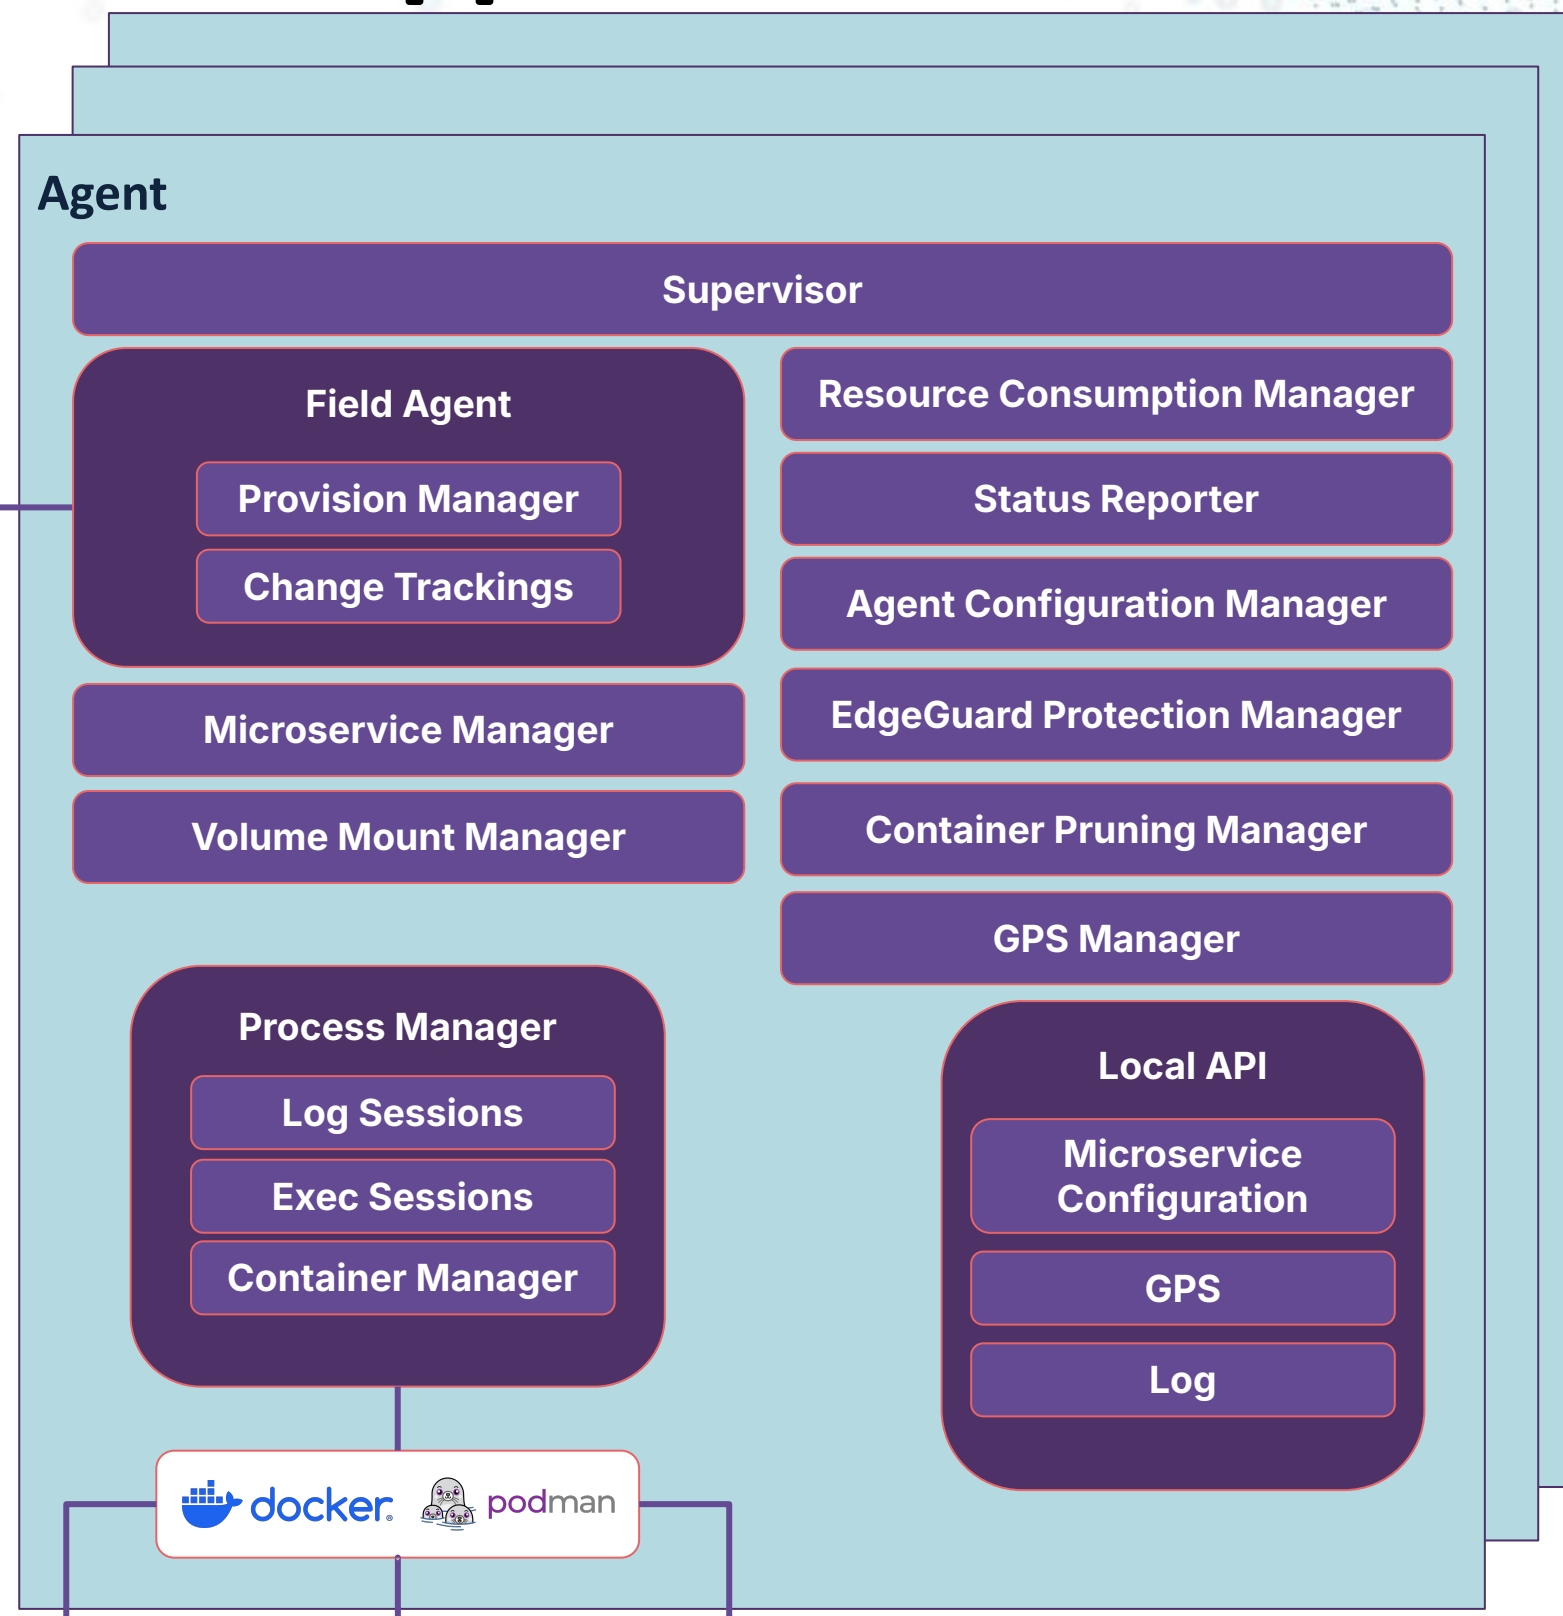 Agent
Supervisor
Field Agent
Provision Manager
Change Trackings
Microservice Manager
Volume Mount Manager
Resource Consumption Manager
Status Reporter
Agent Configuration Manager
EdgeGuard Protection Manager
Container Pruning Manager
GPS Manager
Process Manager
Log Sessions
Exec Sessions
Container Manager
Local API
Microservice
Configuration
GPS
Log
docker
podman